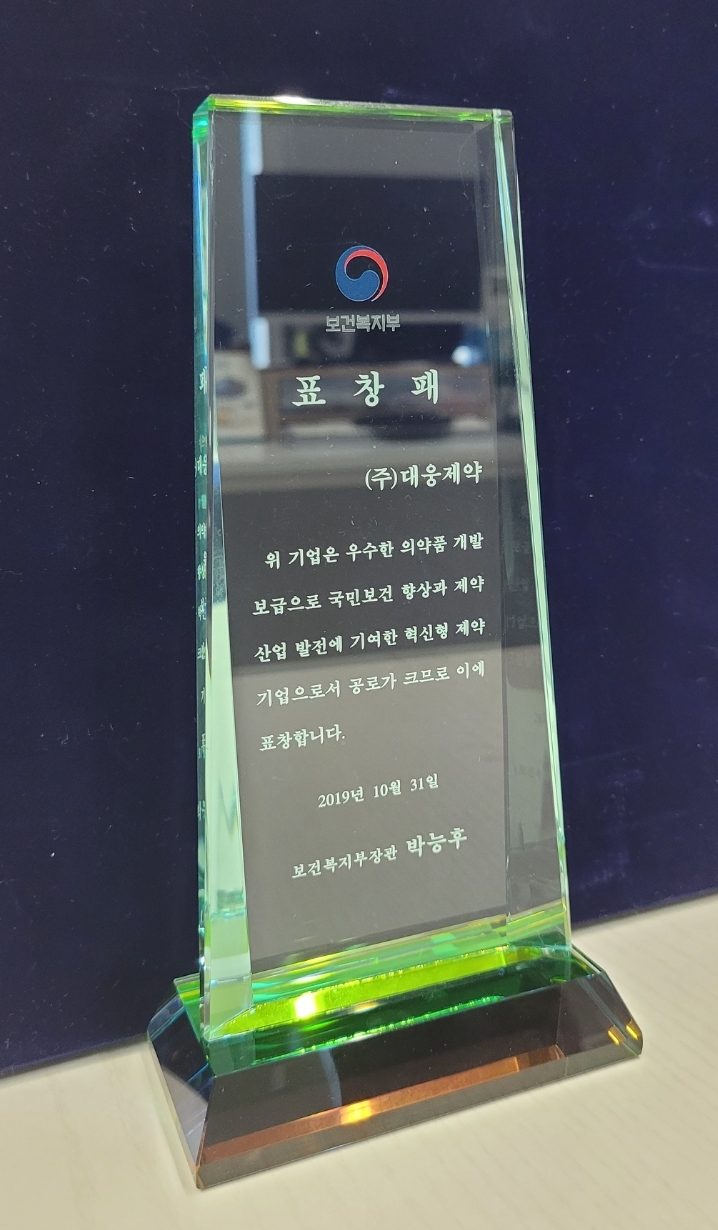 보건복지부
표 창 패
(주)대웅제약
위 기업은 우수한 의약품 개발
보급으로 국민보건 향상과 제약
산업 발전에 기여한 혁신형 제약
기업으로서 공로가 크므로 이에
표창합니다.
2019년 10월 31일
보건복지부장관 박능후